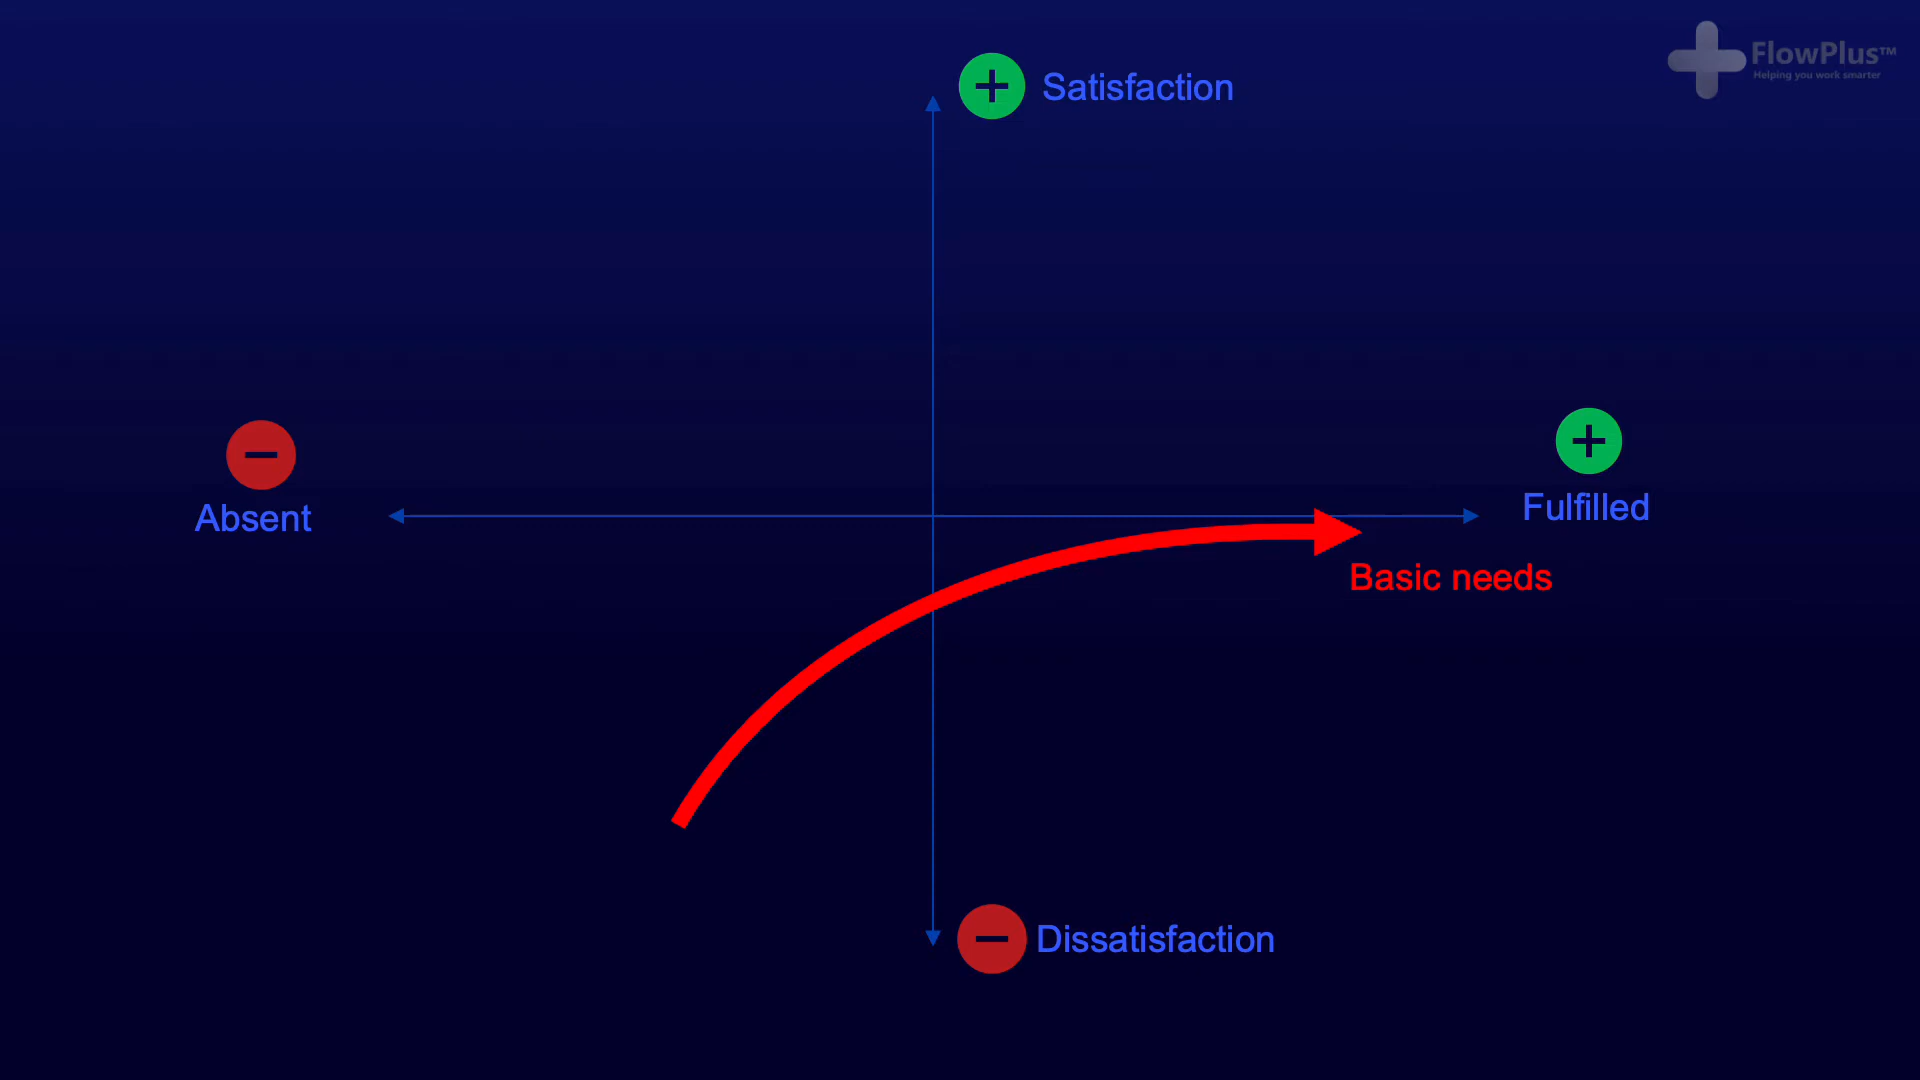 FlowPlus™
Helping you work smarter
Satisfaction
Absent
Fulfilled
Basic needs
Dissatisfaction